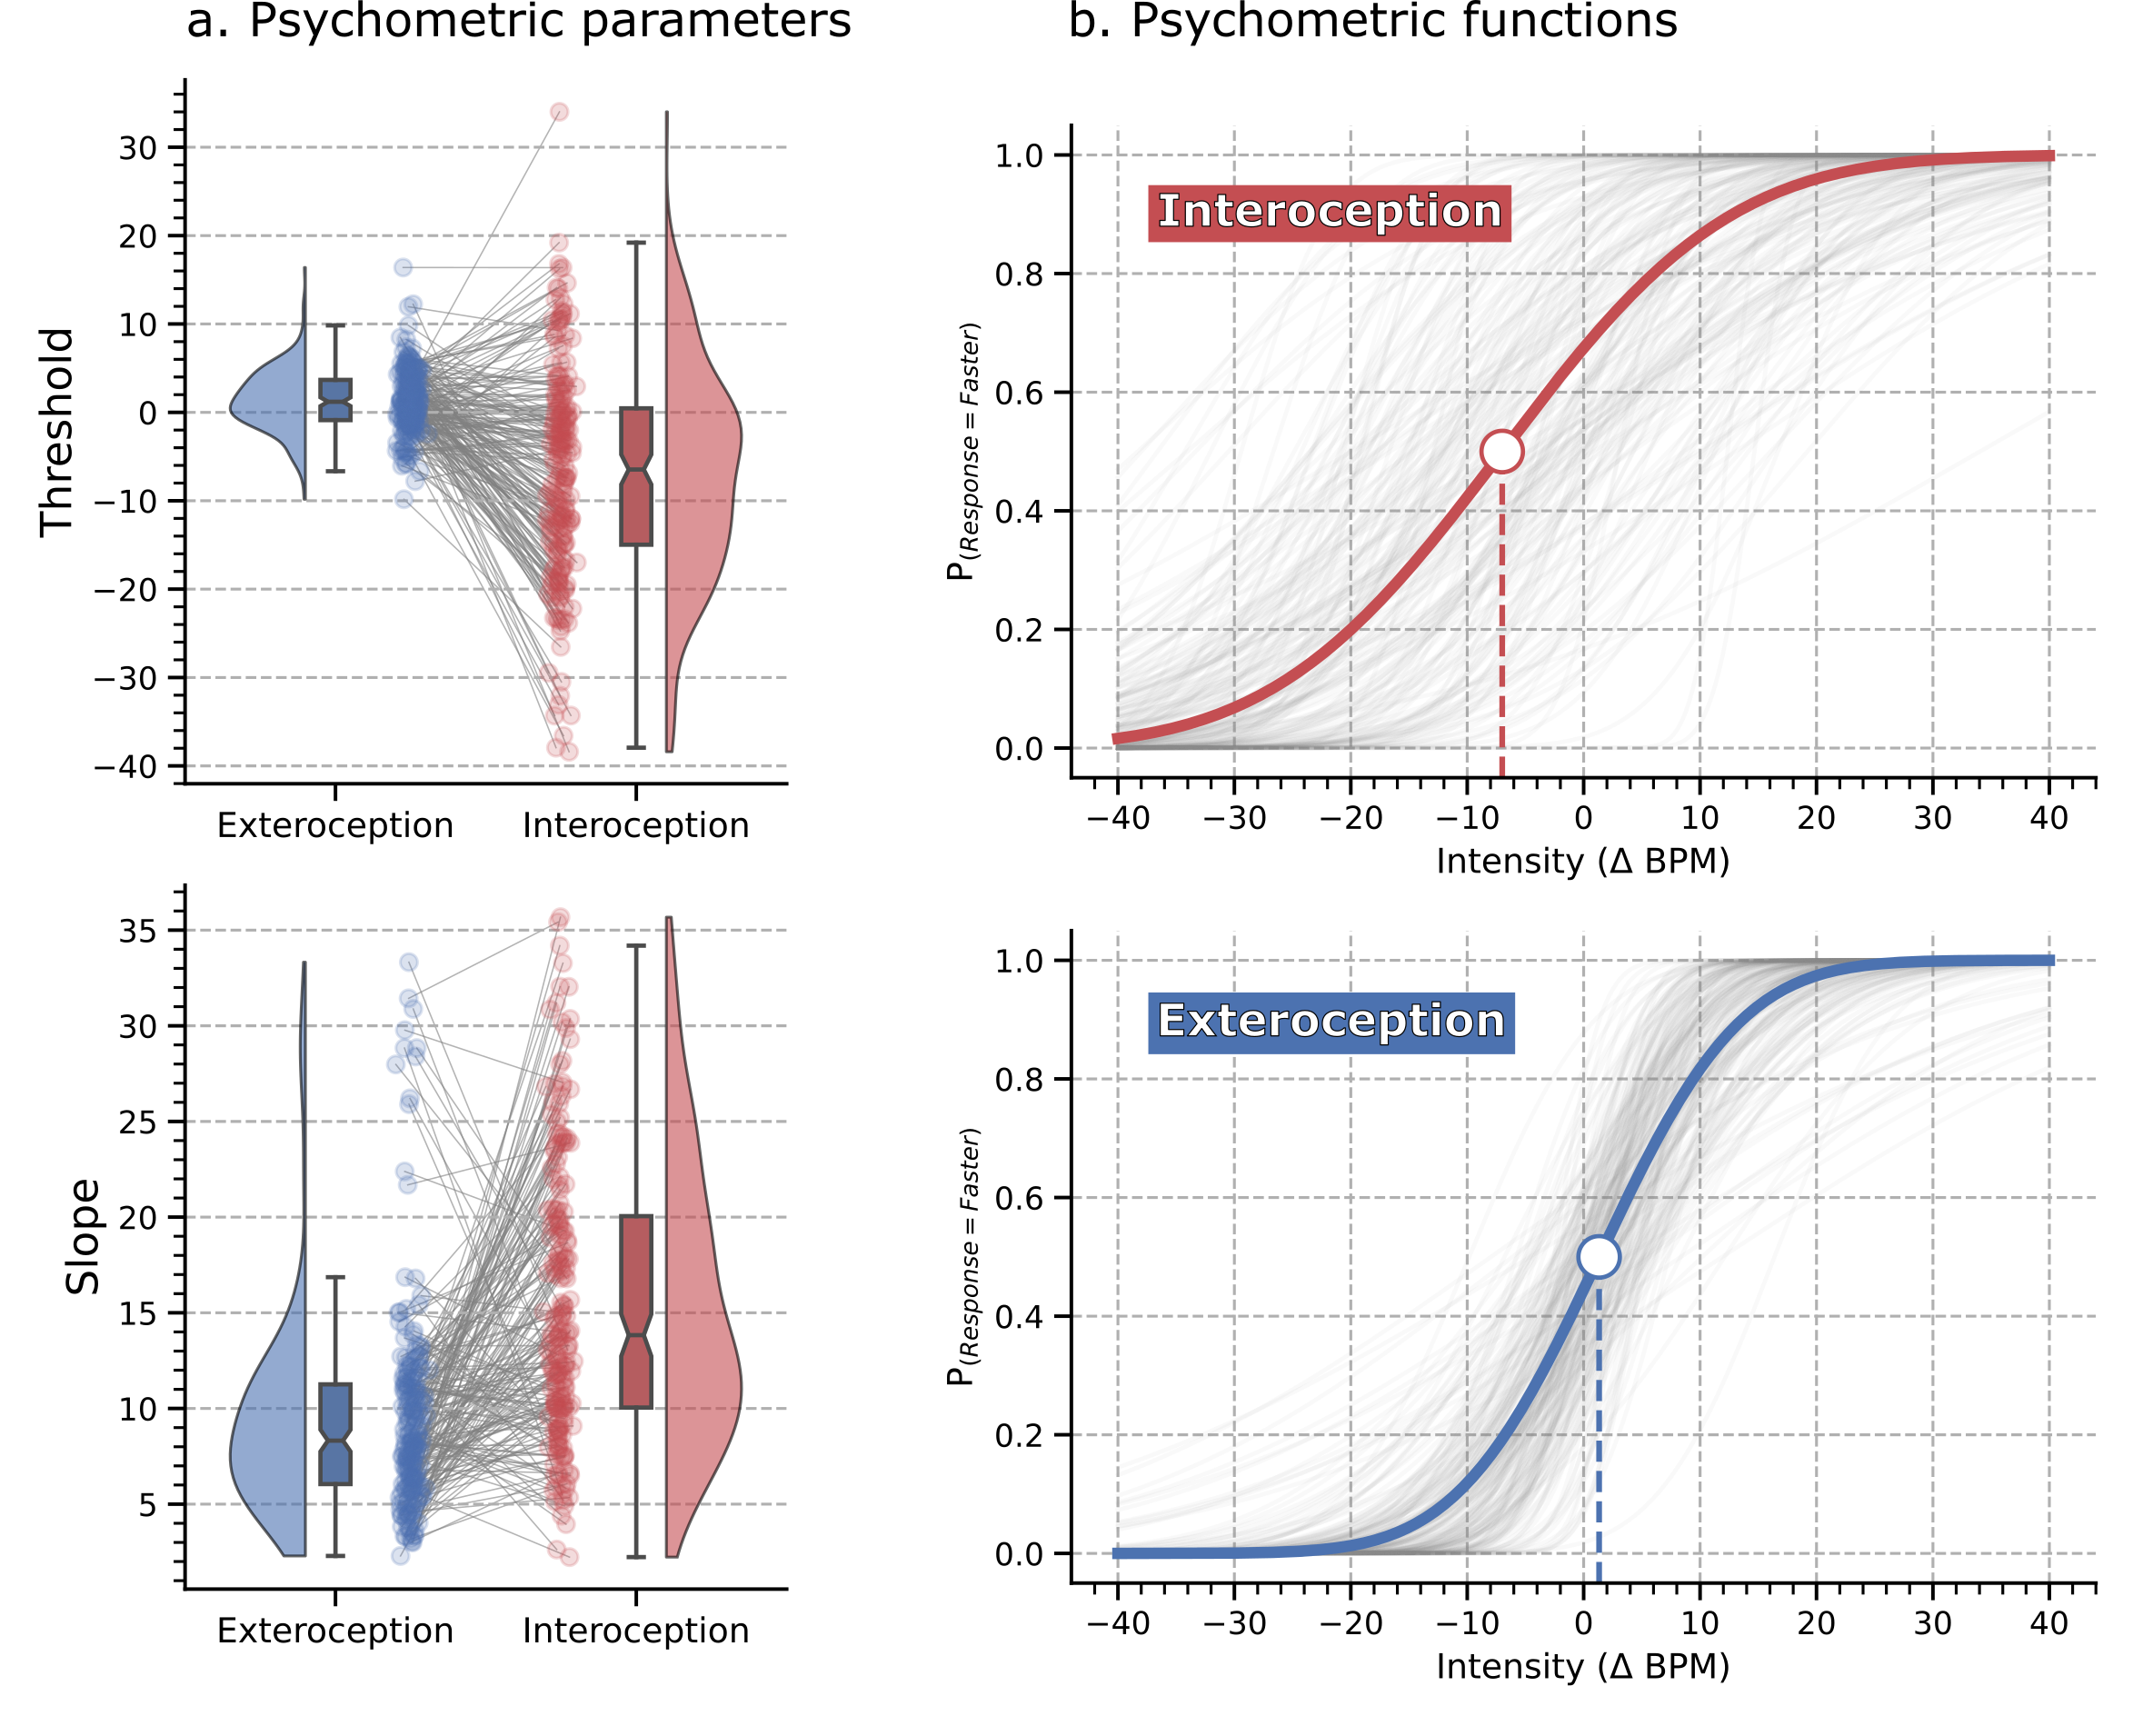 a. Psychometric parameters
Threshold
30
20
10
0
−10
−20
−30
−40
Exteroception Interoception
Slope
35
30
25
20
15
10
5
Exteroception Interoception
b. Psychometric functions
P(Response = Faster)
1.0
0.8
0.6
0.4
0.2
0.0
Interoception
−40 −30 −20 −10 0 10 20 30 40
Intensity (Δ BPM)
P(Response = Faster)
1.0
0.8
0.6
0.4
0.2
0.0
Exteroception
−40 −30 −20 −10 0 10 20 30 40
Intensity (Δ BPM)